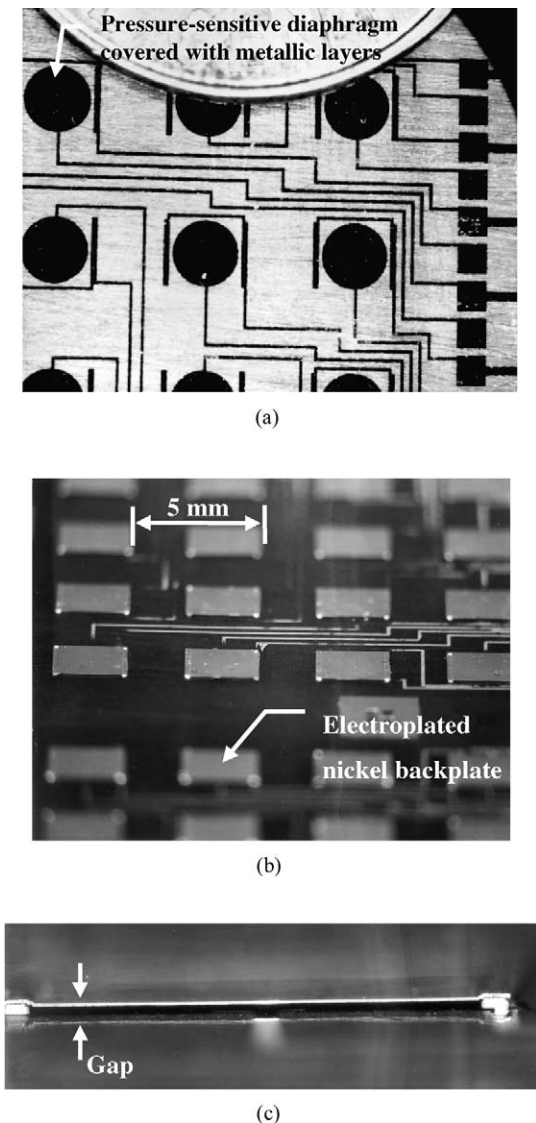 Pressure-sensitive diaphragm
covered with metallic layers
(a)
5 mm
Electroplated
nickel backplate
(b)
Gap
(c)